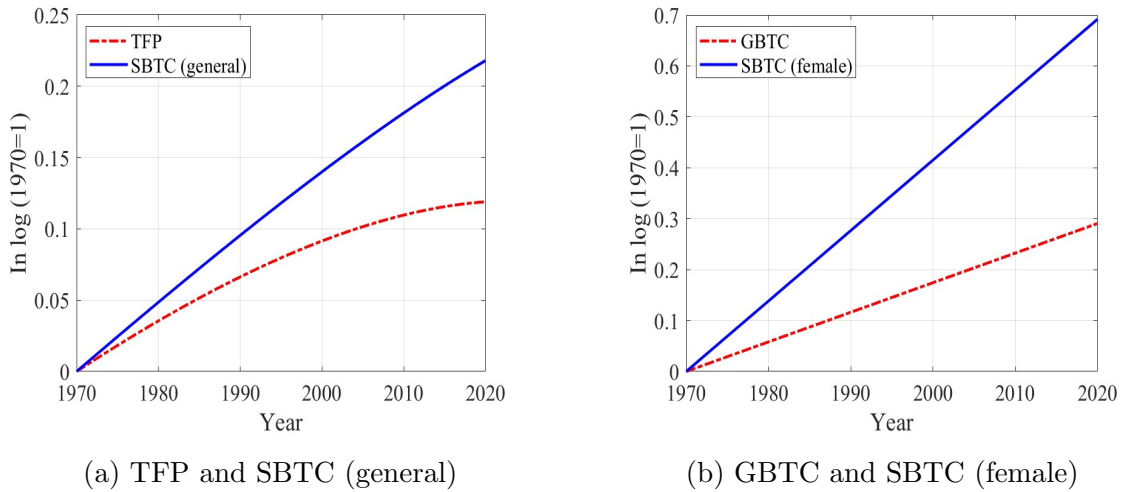 0.25
0.2
0.15
0.1
0.05
0
In log (1970=1)
TFP
SBTC (general)
1970 1980 1990 2000 2010 2020
Year
(a) TFP and SBTC (general)
0.7
0.6
0.5
0.4
0.3
0.2
0.1
0
In log (1970=1)
GBTC
SBTC (female)
1970 1980 1990 2000 2010 2020
Year
(b) GBTC and SBTC (female)